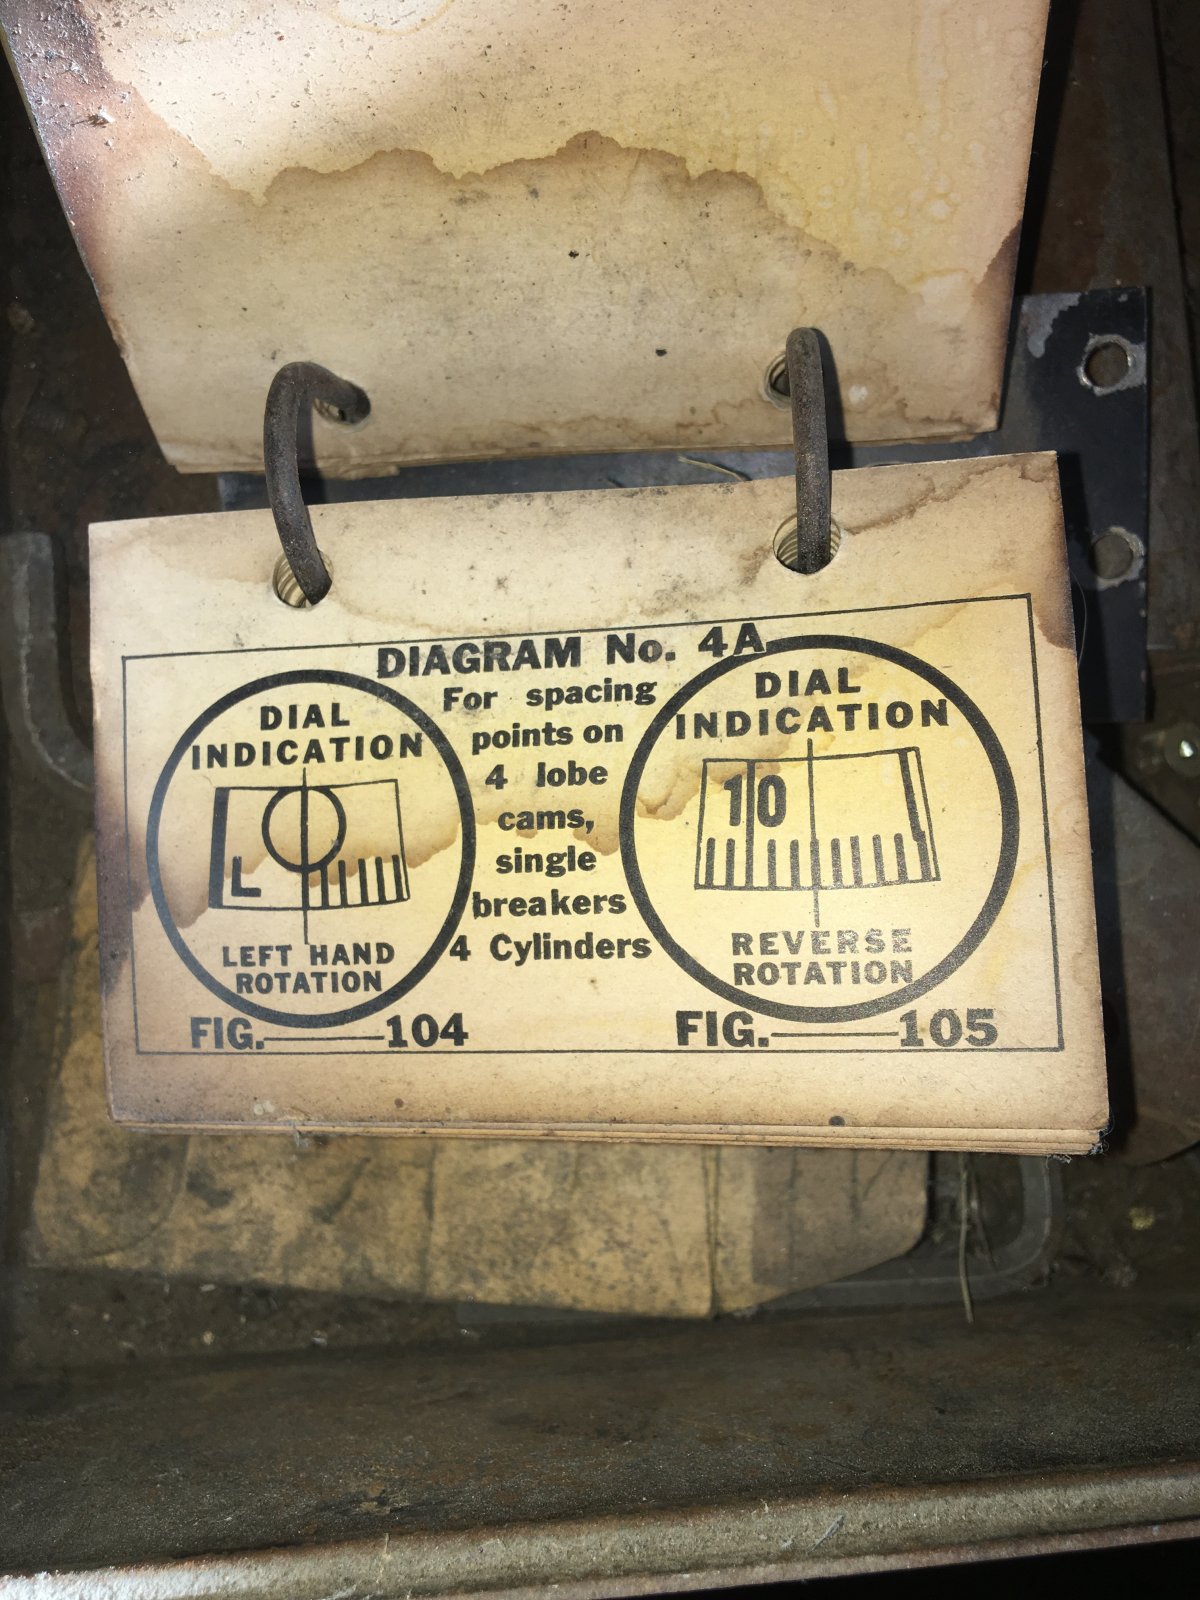 DIAGRAM No. 4A
For spacing
points on
4 lobe
cams,
single
breakers
4 Cylinders
DIAL
INDICATION
L
O
LEFT HAND
ROTATION
FIG. 104
DIAL
INDICATION
10
REVERSE
ROTATION
FIG. 105